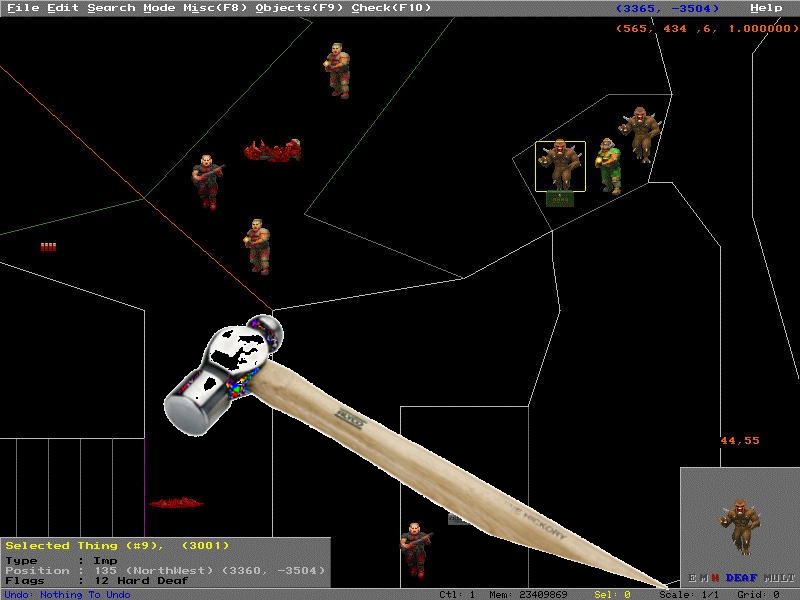 File Edit Search Mode Misc(F8) Objects(F9) Check(F10) (3365, -3504) Help
(565, 434 ,6, 1.000000)
44,55
HICKORY
Selected Thing (#9), (3001)
Type : Imp
Position : 135 (NorthWest) (3360, -3504)
Flags : 12 Hard Deaf
E M H DEAF MULT
Undo: Nothing To Undo Ctl: 1 Mem: 23409869 Sel: 0 Scale: 1/1 Grid: 0